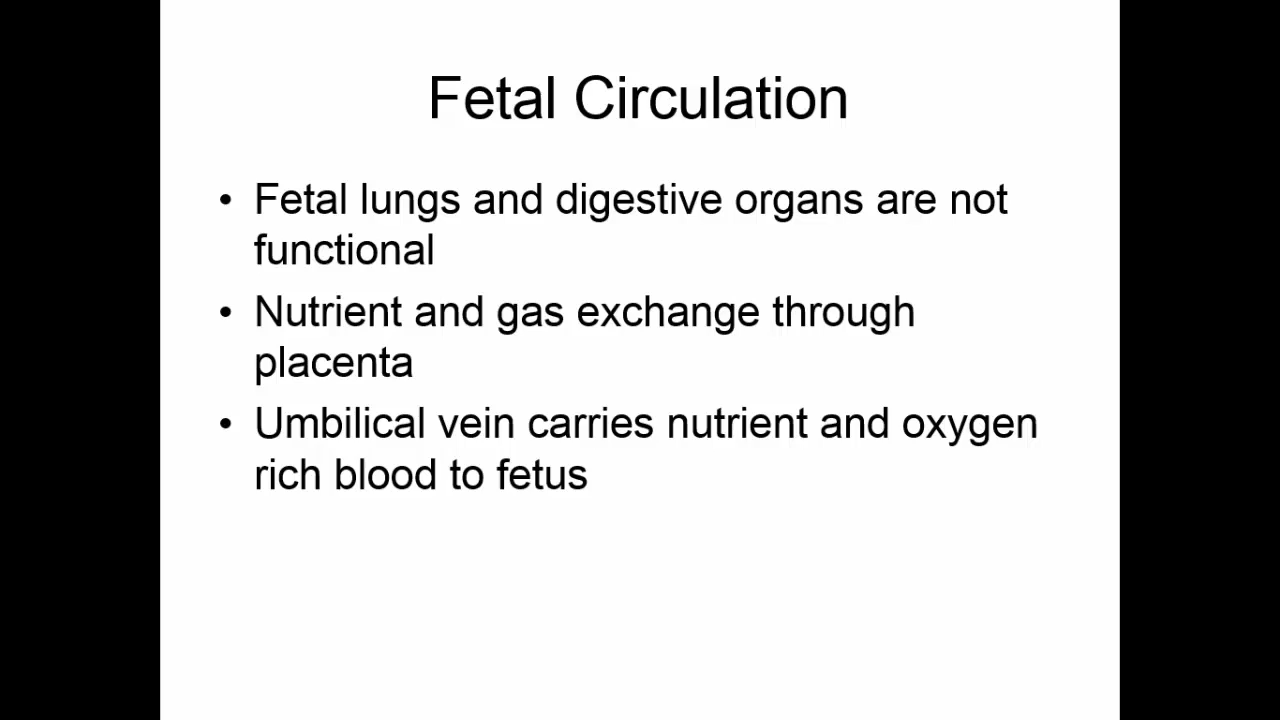 Fetal Circulation
• Fetal lungs and digestive organs are not
functional
• Nutrient and gas exchange through
placenta
• Umbilical vein carries nutrient and oxygen
rich blood to fetus